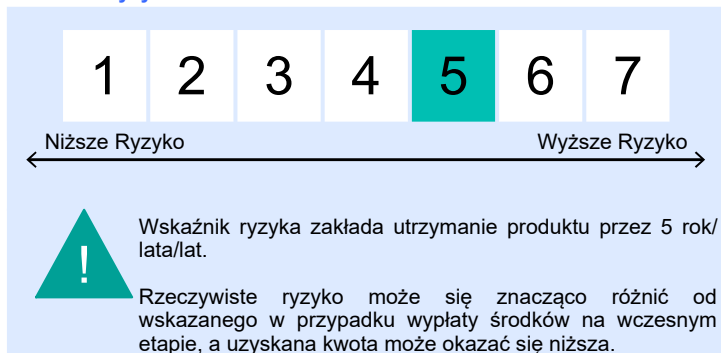 1 2 3 4 5 6 7
Niższe Ryzyko Wyższe Ryzyko
!
Wskaźnik ryzyka zakłada utrzymanie produktu przez 5 rok/
lata/lat.
Rzeczywiste ryzyko może się znacząco różnić od
wskazanego w przypadku wypłaty środków na wczesnym
etapie, a uzyskana kwota może okazać się niższa.